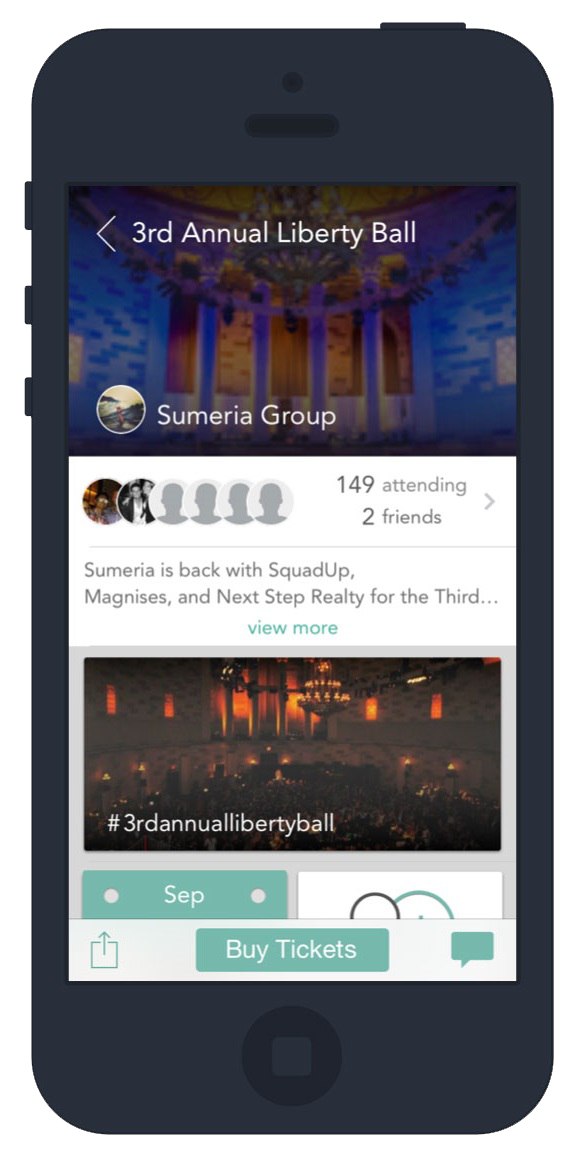 3rd Annual Liberty Ball
Sumeria Group
149 attending
2 friends
Sumeria is back with SquadUp,
Magnises, and Next Step Realty for the Third...
view more
#3rdannuallibertyball
Sep
Buy Tickets